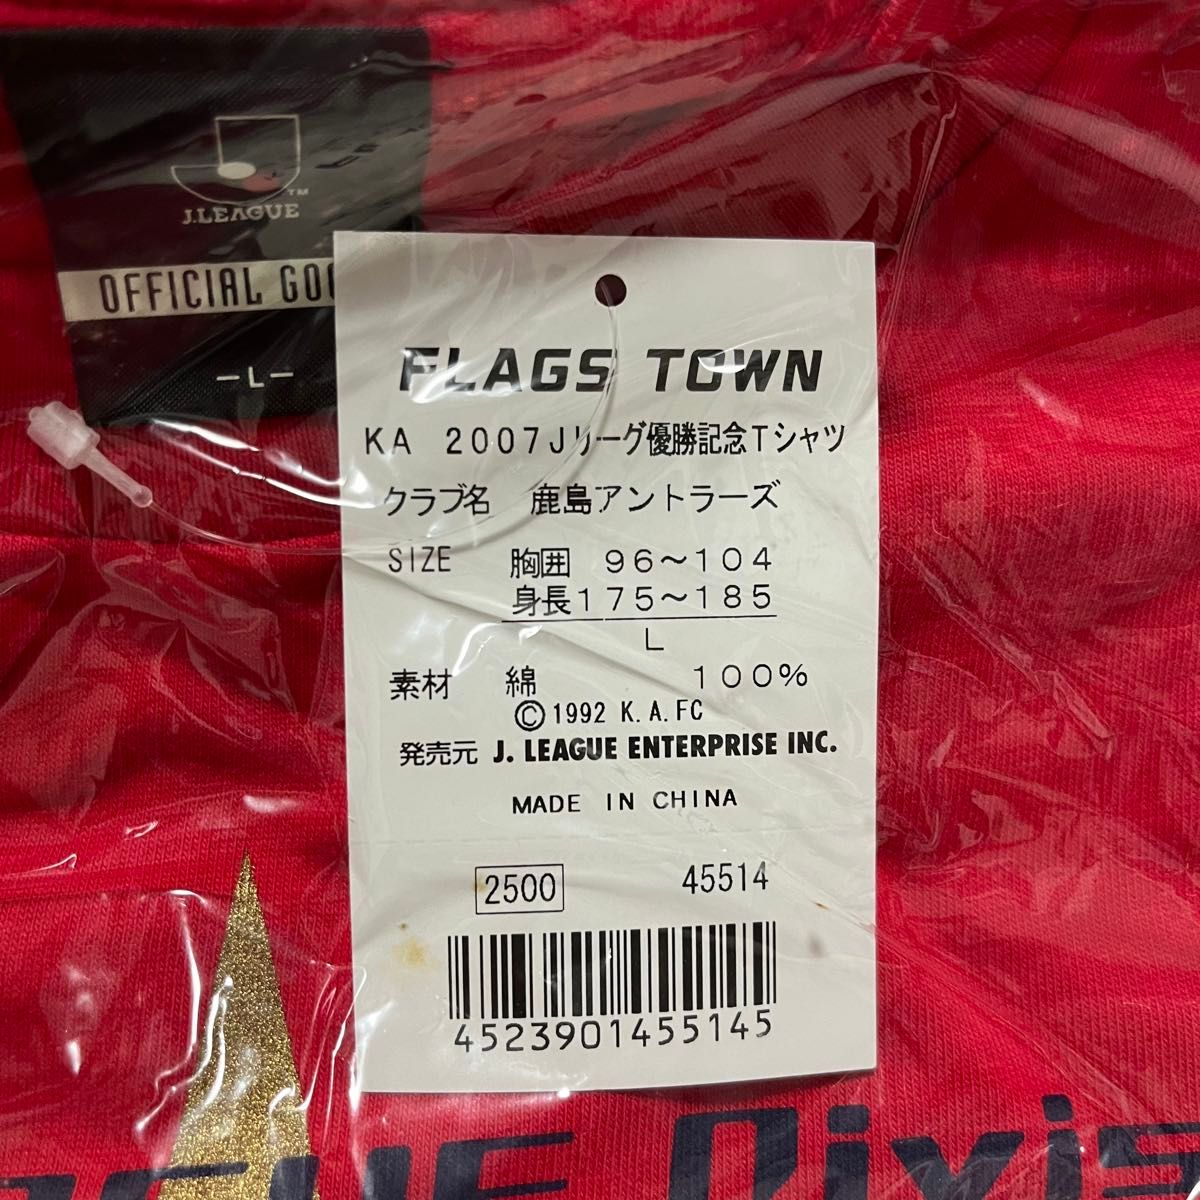 J.LEAGUE™
OFFICIAL
-L-
FLAGS TOWN
KA 2007Jリーグ優勝記念Tシャツ
クラブ名 鹿島アントラーズ
SIZE 胸囲 96~104
身長175~185
L
素材 綿 100%
©1992 K.A.FC
発売元 J. LEAGUE ENTERPRISE INC.
MADE IN CHINA
2500 45514
4523901455145